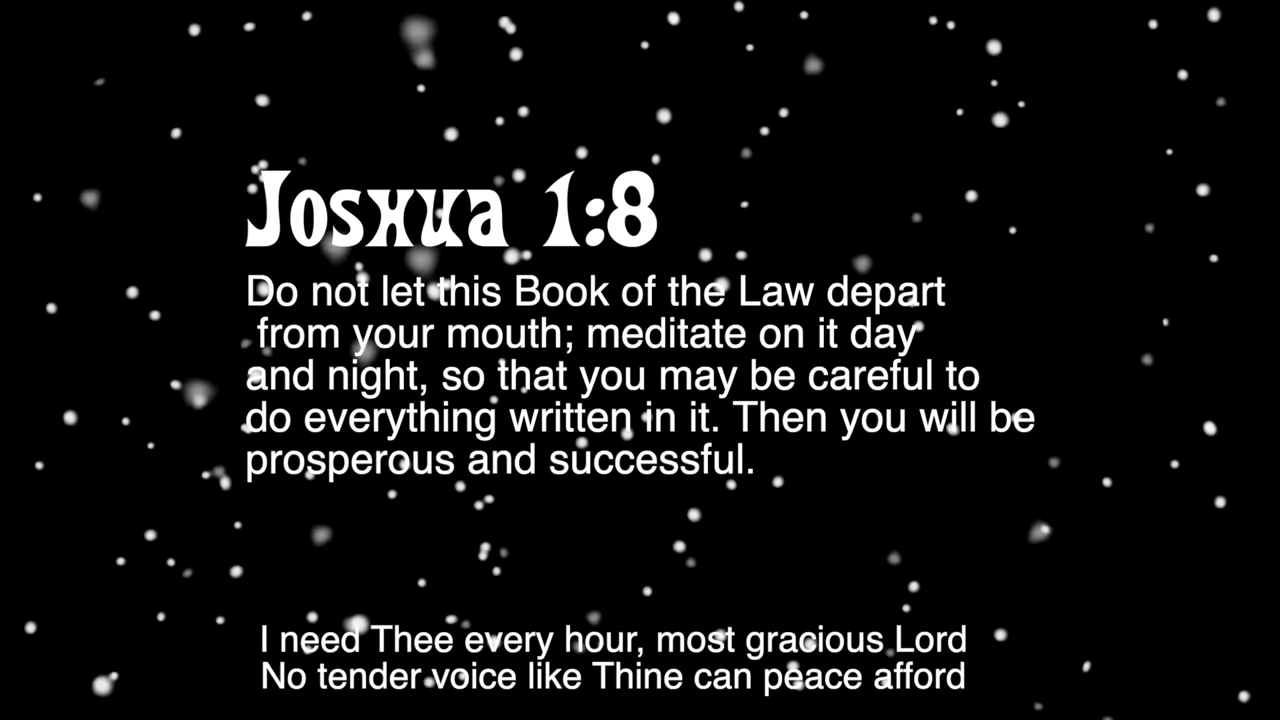 Joshua 1:8
Do not let this Book of the Law depart
from your mouth; meditate on it day
and night, so that you may be careful to
do everything written in it. Then you will be
prosperous and successful.
I need Thee every hour, most gracious Lord
No tender voice like Thine can peace afford